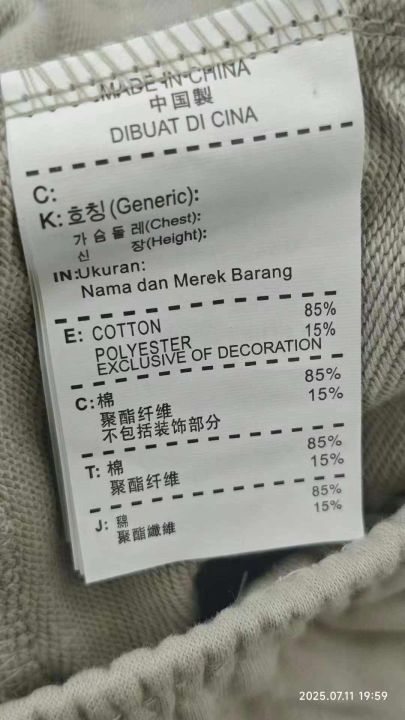 MADE IN CHINA
中国製
DIBUAT DI CINA
C:
K: 호칭(Generic):
가 슴 둘 레(Chest):
신 장(Height):
IN:Ukuran:
Nama dan Merek Barang
E: COTTON 85%
POLYESTER 15%
EXCLUSIVE OF DECORATION
C:棉 85%
聚酯纤维 15%
不包括装饰部分
T: 棉 85%
聚酯纤维 15%
J: 85%
聚酯纖維 15%
2025.07.11 19:59